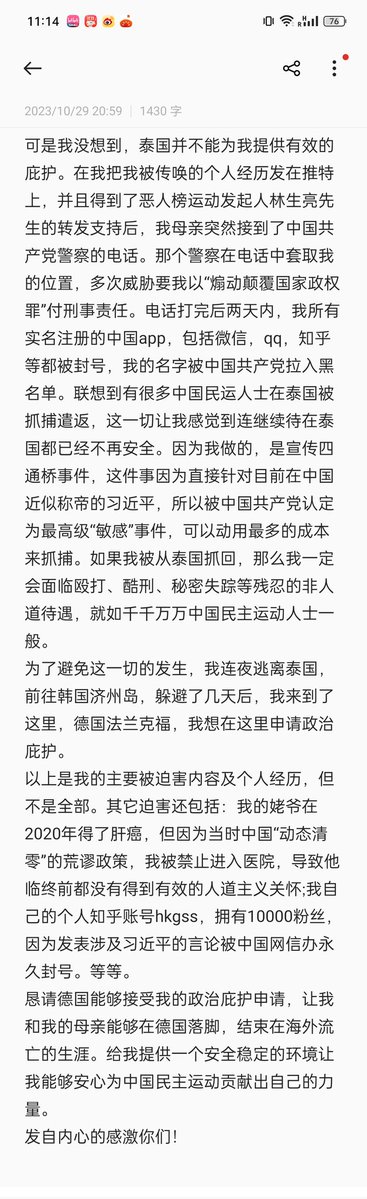 11:14
76
2023/10/29 20:59 | 1430 字
可是我没想到，泰国并不能为我提供有效的
庇护。在我把我被传唤的个人经历发在推特
上，并且得到了恶人榜运动发起人林生亮先
生的转发支持后，我母亲突然接到了中国共
产党警察的电话。那个警察在电话中套取我
的位置，多次威胁要我以“煽动颠覆国家政权
罪”付刑事责任。电话打完后两天内，我所有
实名注册的中国app，包括微信，qq，知乎
等都被封号，我的名字被中国共产党拉入黑
名单。联想到有很多中国民运人士在泰国被
抓捕遣返，这一切让我感觉到连继续待在泰
国都已经不再安全。因为我做的，是宣传四
通桥事件，这件事因为直接针对目前在中国
近似称帝的习近平，所以被中国共产党认定
为最高级“敏感”事件，可以动用最多的成本
来抓捕。如果我被从泰国抓回，那么我一定
会面临殴打、酷刑、秘密失踪等残忍的非人
道待遇，就如千千万万中国民主运动人士一
般。
为了避免这一切的发生，我连夜逃离泰国，
前往韩国济州岛，躲避了几天后，我来到了
这里，德国法兰克福，我想在这里申请政治
庇护。
以上是我的主要被迫害内容及个人经历，但
不是全部。其它迫害还包括：我的姥爷在
2020年得了肝癌，但因为当时中国“动态清
零”的荒谬政策，我被禁止进入医院，导致他
临终前都没有得到有效的人道主义关怀;我自
己的个人知乎账号hkgss，拥有10000粉丝，
因为发表涉及习近平的言论被中国网信办永
久封号。等等。
恳请德国能够接受我的政治庇护申请，让我
和我的母亲能够在德国落脚，结束在海外流
亡的生涯。给我提供一个安全稳定的环境让
我能够安心为中国民主运动贡献出自己的力
量。
发自内心的感激你们！